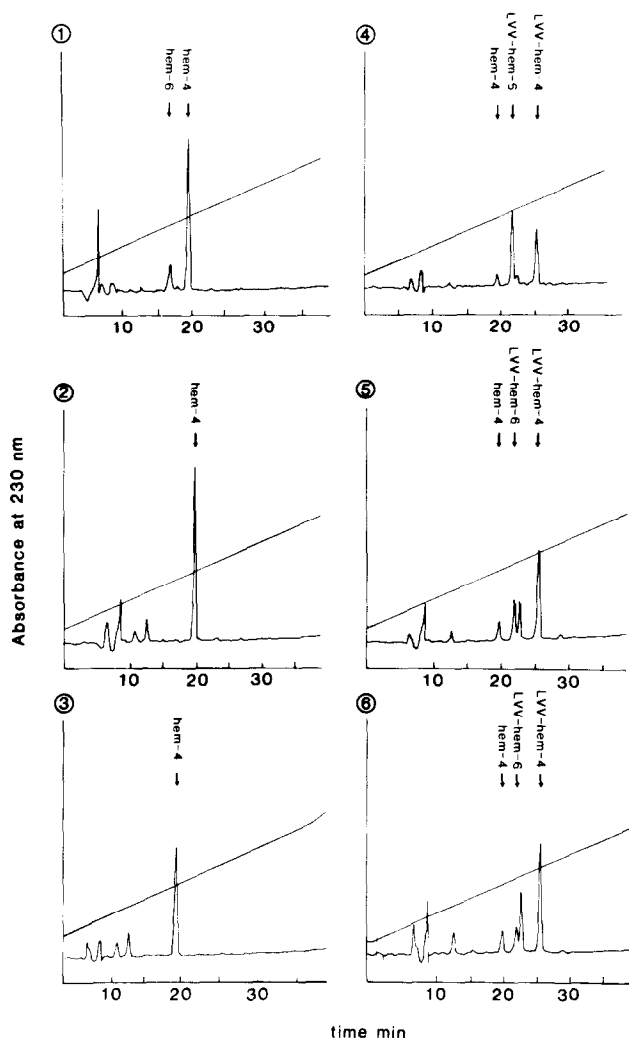 ①
hem-6
hem-4
10 20 30
④
hem-4
LVV-hem-5
LVV-hem-4
10 20 30
②
hem-4
10 20 30
⑤
hem-4
LVV-hem-6
LVV-hem-4
10 20 30
Absorbance at 230 nm
③
hem-4
10 20 30
⑥
hem-4
LVV-hem-6
LVV-hem-4
10 20 30
time min